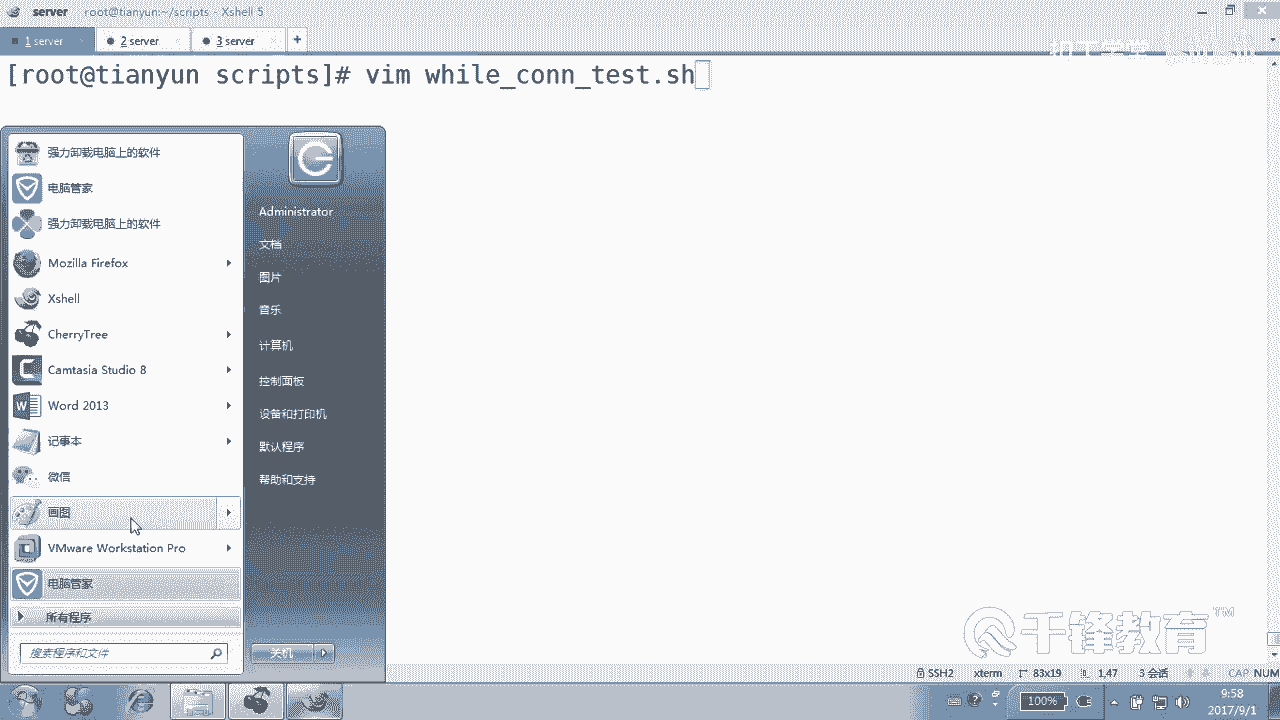 server root@tianyun:~/scripts - Xshell 5
1 server
2 server
3 server
+
[root@tianyun scripts]# vim while_conn_test.sh
强力卸载电脑上的软件
电脑管家
强力卸载电脑上的软件
Mozilla Firefox
Xshell
CherryTree
Camtasia Studio 8
Word 2013
记事本
微信
画图
VMware Workstation Pro
电脑管家
所有程序
搜索程序和文件
Administrator
文档
图片
音乐
计算机
控制面板
设备和打印机
默认程序
帮助和支持
关机
千锋教育™
SSH2 xterm 83x19 1,47 3 会话 CAP NUM
100%
9:58
2017/9/1